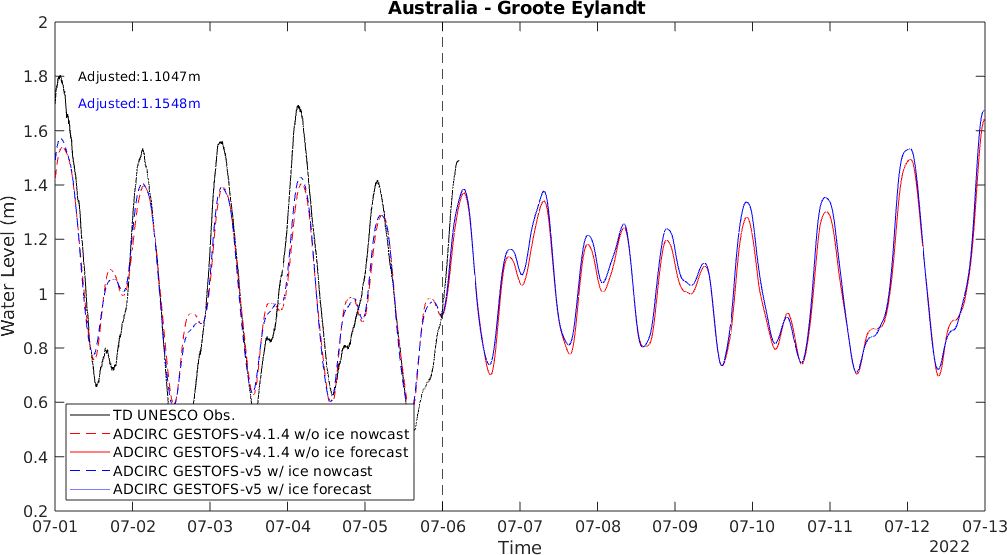 Australia - Groote Eylandt
2
1.8
1.6
1.4
1.2
1
0.8
0.6
0.4
0.2
Water Level (m)
Adjusted:1.1047m
Adjusted:1.1548m
TD UNESCO Obs.
ADCIRC GESTOFS-v4.1.4 w/o ice nowcast
ADCIRC GESTOFS-v4.1.4 w/o ice forecast
ADCIRC GESTOFS-v5 w/ ice nowcast
ADCIRC GESTOFS-v5 w/ ice forecast
07-01 07-02 07-03 07-04 07-05 07-06 07-07 07-08 07-09 07-10 07-11 07-12 07-13
Time
2022